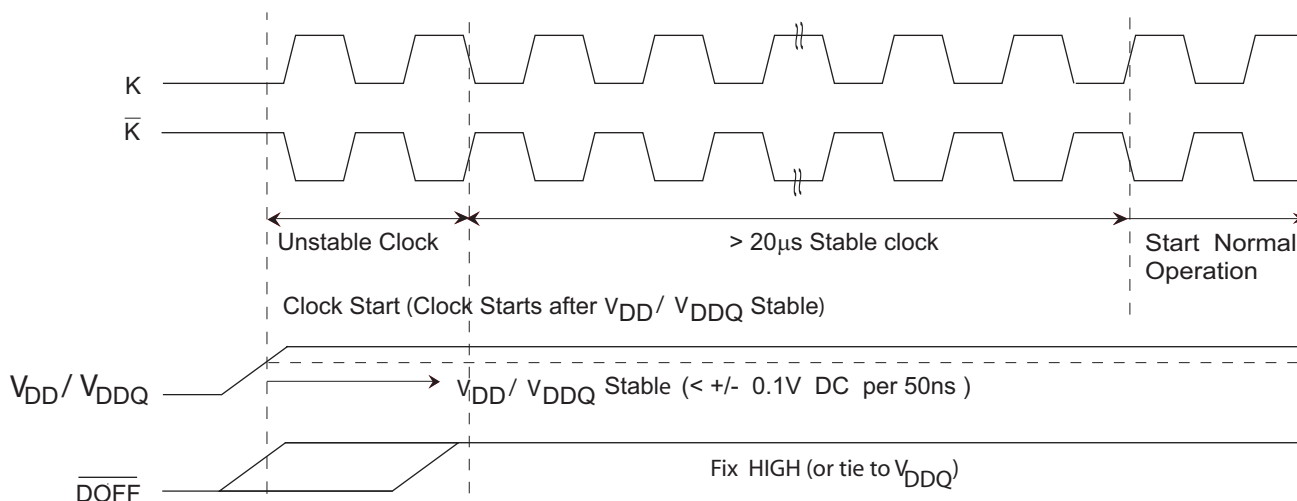 K
K̅
Unstable Clock
> 20μs Stable clock
Start Normal
Operation
Clock Start (Clock Starts after VDD/ VDDQ Stable)
VDD/ VDDQ
VDD/ VDDQ Stable (< +/- 0.1V DC per 50ns )
Fix HIGH (or tie to VDDQ)
DOFF